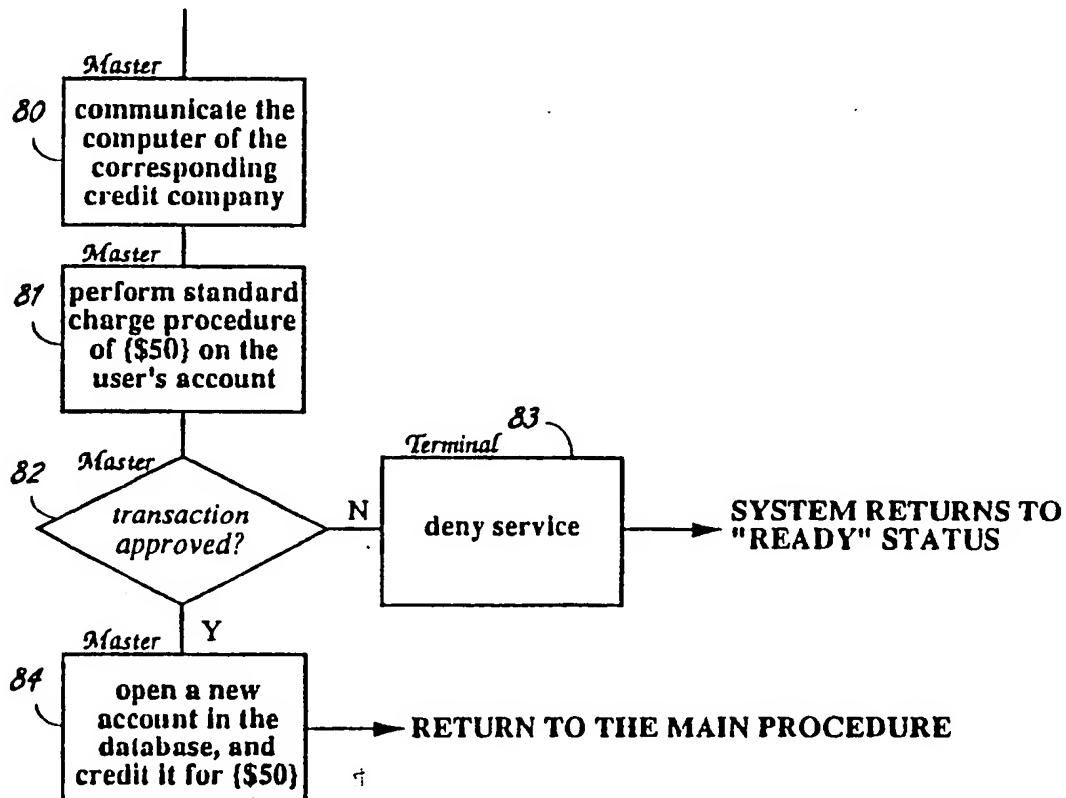 Master
80
communicate the
computer of the
corresponding
credit company
Master
81
perform standard
charge procedure
of {$50} on the
user's account
Master
82
transaction
approved?
N
Terminal
83
deny service
SYSTEM RETURNS TO
"READY" STATUS
Y
Master
84
open a new
account in the
database, and
credit it for {$50}
RETURN TO THE MAIN PROCEDURE